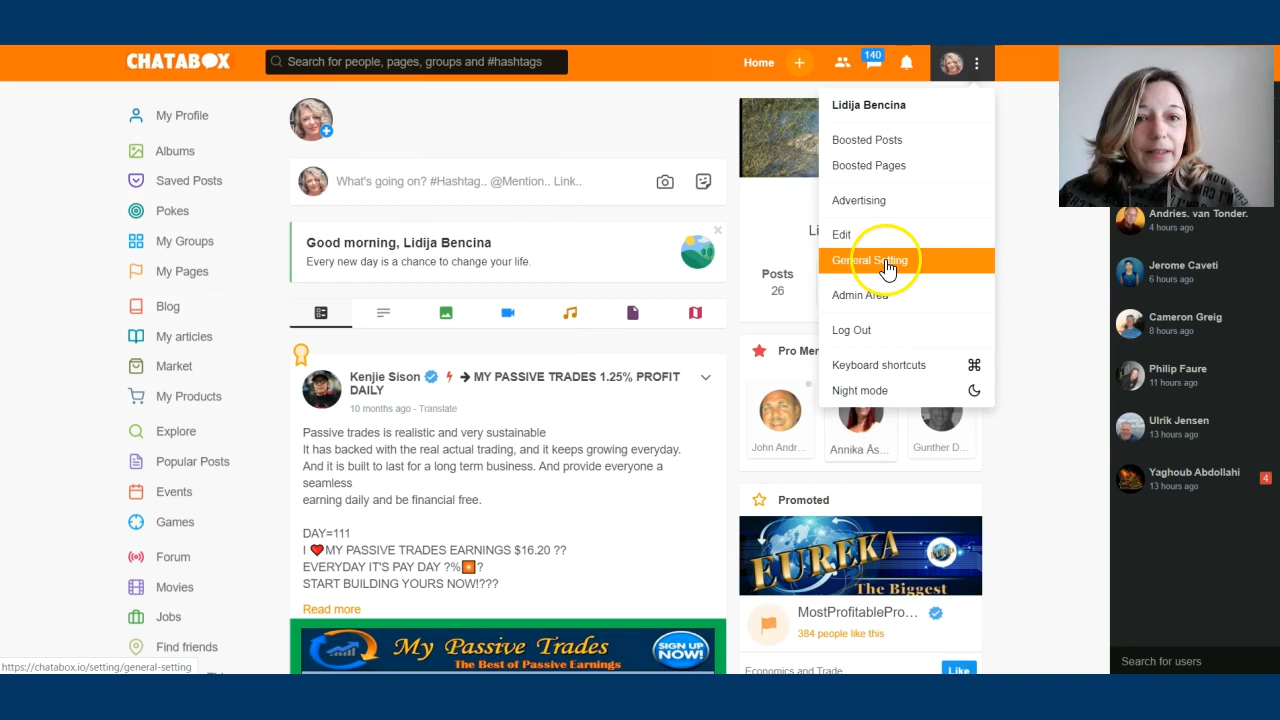 CHATABOX
Search for people, pages, groups and #hashtags
Home
140
My Profile
Albums
Saved Posts
Pokes
My Groups
My Pages
Blog
My articles
Market
My Products
Explore
Popular Posts
Events
Games
Forum
Movies
Jobs
Find friends
https://chatabox.io/setting/general-setting
What's going on? #Hashtag.. @Mention.. Link..
Good morning, Lidija Bencina
Every new day is a chance to change your life.
Kenjie Sison MY PASSIVE TRADES 1.25% PROFIT
DAILY
10 months ago - Translate
Passive trades is realistic and very sustainable
It has backed with the real actual trading, and it keeps growing everyday.
And it is built to last for a long term business. And provide everyone a
seamless
earning daily and be financial free.
DAY=111
I ❤️MY PASSIVE TRADES EARNINGS $16.20 ??
EVERYDAY IT'S PAY DAY ?%💥?
START BUILDING YOURS NOW!???
Read more
My Passive Trades
The Best of Passive Earnings
SIGN UP
NOW!
Lidija Bencina
Boosted Posts
Boosted Pages
Advertising
Edit
General Setting
Admin Area
Log Out
Keyboard shortcuts ⌘
Night mode
Li
Posts
26
Pro Mem
John Andr...
Annika Ås...
Gunther D...
Promoted
EUREKA
The Biggest
MostProfitablePro...
384 people like this
Economics and Trade
Like
Andries. van Tonder.
4 hours ago
Jerome Caveti
6 hours ago
Cameron Greig
8 hours ago
Philip Faure
11 hours ago
Ulrik Jensen
13 hours ago
Yaghoub Abdollahi
13 hours ago
4
Search for users